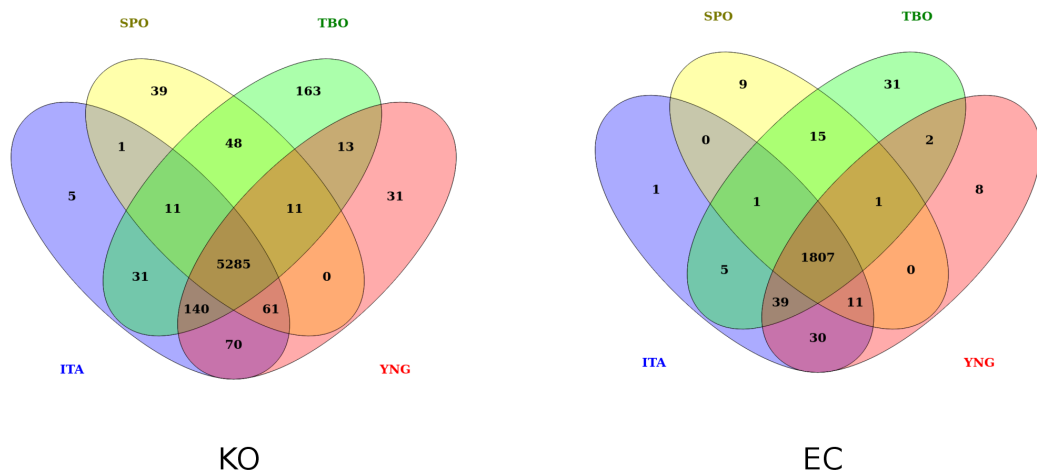 SPO TBO
39 163
1 48 13
5 31
11 11
5285
31 0
140 61
70
ITA YNG
KO
SPO TBO
9 31
0 15 2
1 8
1 1
1807
5 0
39 11
30
ITA YNG
EC